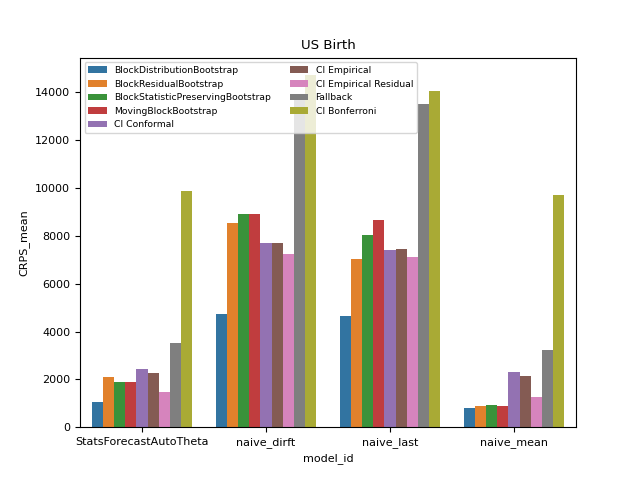 US Birth
BlockDistributionBootstrap
BlockResidualBootstrap
BlockStatisticPreservingBootstrap
MovingBlockBootstrap
CI Conformal
CI Empirical
CI Empirical Residual
Fallback
CI Bonferroni
CRPS_mean
14000
12000
10000
8000
6000
4000
2000
0
StatsForecastAutoTheta naive_dirft naive_last naive_mean
model_id